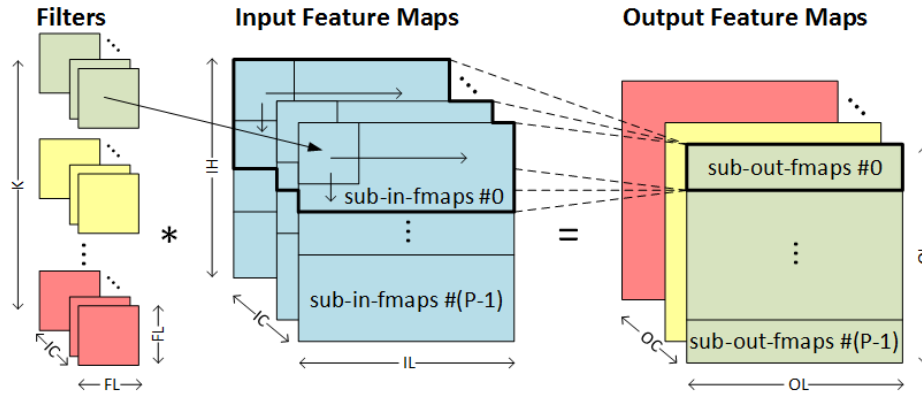 Filters
Input Feature Maps
Output Feature Maps
K
IC
FL
FL
*
IH
sub-in-fmaps #0
sub-in-fmaps #(P-1)
IC
IL
=
sub-out-fmaps #0
sub-out-fmaps #(P-1)
OC
OL